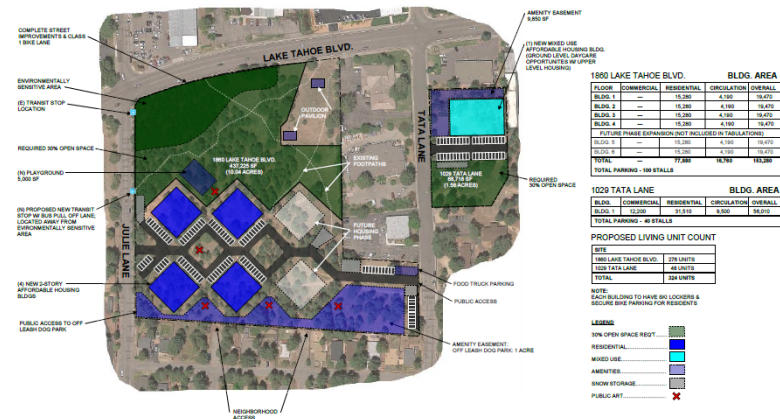 COMPLETE STREET
IMPROVEMENTS & CLASS
1 BIKE LANE
LAKE TAHOE BLVD.
AMENITY EASEMENT
9,850 SF
(1) NEW MIXED USE
AFFORDABLE HOUSING BLDG.
(GROUND LEVEL DAYCARE
OPPORTUNITIES W/ UPPER
LEVEL HOUSING)
ENVIRONMENTALLY
SENSITIVE AREA
(E) TRANSIT STOP
LOCATION
OUTDOOR
PAVILION
REQUIRED 30% OPEN SPACE
1860 LAKE TAHOE BLVD.
437,225 SF
(10.04 ACRES)
EXISTING
FOOTPATHS
TATA LANE
1029 TATA LANE
(1.56 ACRES)
REQUIRED
30% OPEN SPACE
(N) PLAYGROUND
5,000 SF
(N) PROPOSED NEW TRANSIT
STOP W/ BUS PULL OFF LANE;
LOCATED AWAY FROM
EVIRONMENTALLY SENSITIVE
AREA
JULIE LANE
FUTURE
HOUSING
PHASE
(4) NEW 2-STORY
AFFORDABLE HOUSING
BLDGS
FOOD TRUCK PARKING
PUBLIC ACCESS
PUBLIC ACCESS TO OFF
LEASH DOG PARK
AMENITY EASEMENT:
OFF LEASH DOG PARK: 1 ACRE
NEIGHBORHOOD
ACCESS
1860 LAKE TAHOE BLVD. BLDG. AREA
FLOOR COMMERCIAL RESIDENTIAL CIRCULATION OVERALL
BLDG. 1 — 15,280 4,190 19,470
BLDG. 2 — 15,280 4,190 19,470
BLDG. 3 — 15,280 4,190 19,470
BLDG. 4 — 15,280 4,190 19,470
FUTURE PHASE EXPANSION (NOT INCLUDED IN TABULATIONS)
BLDG. 5 — 15,280 4,190 19,470
BLDG. 6 — 15,280 4,190 19,470
TOTAL — 16,760
TOTAL PARKING - 100 STALLS
1029 TATA LANE BLDG. AREA
BLDG. COMMERCIAL RESIDENTIAL CIRCULATION OVERALL
BLDG. 1 12,200 31,510 9,500 56,010
TOTAL PARKING - 40 STALLS
PROPOSED LIVING UNIT COUNT
SITE
1860 LAKE TAHOE BLVD. 276 UNITS
1029 TATA LANE 48 UNITS
TOTAL 324 UNITS
NOTE:
EACH BUILDING TO HAVE SKI LOCKERS &
SECURE BIKE PARKING FOR RESIDENTS
LEGEND
30% OPEN SPACE REQ'T
RESIDENTIAL
MIXED USE
AMENITIES
SNOW STORAGE
PUBLIC ART